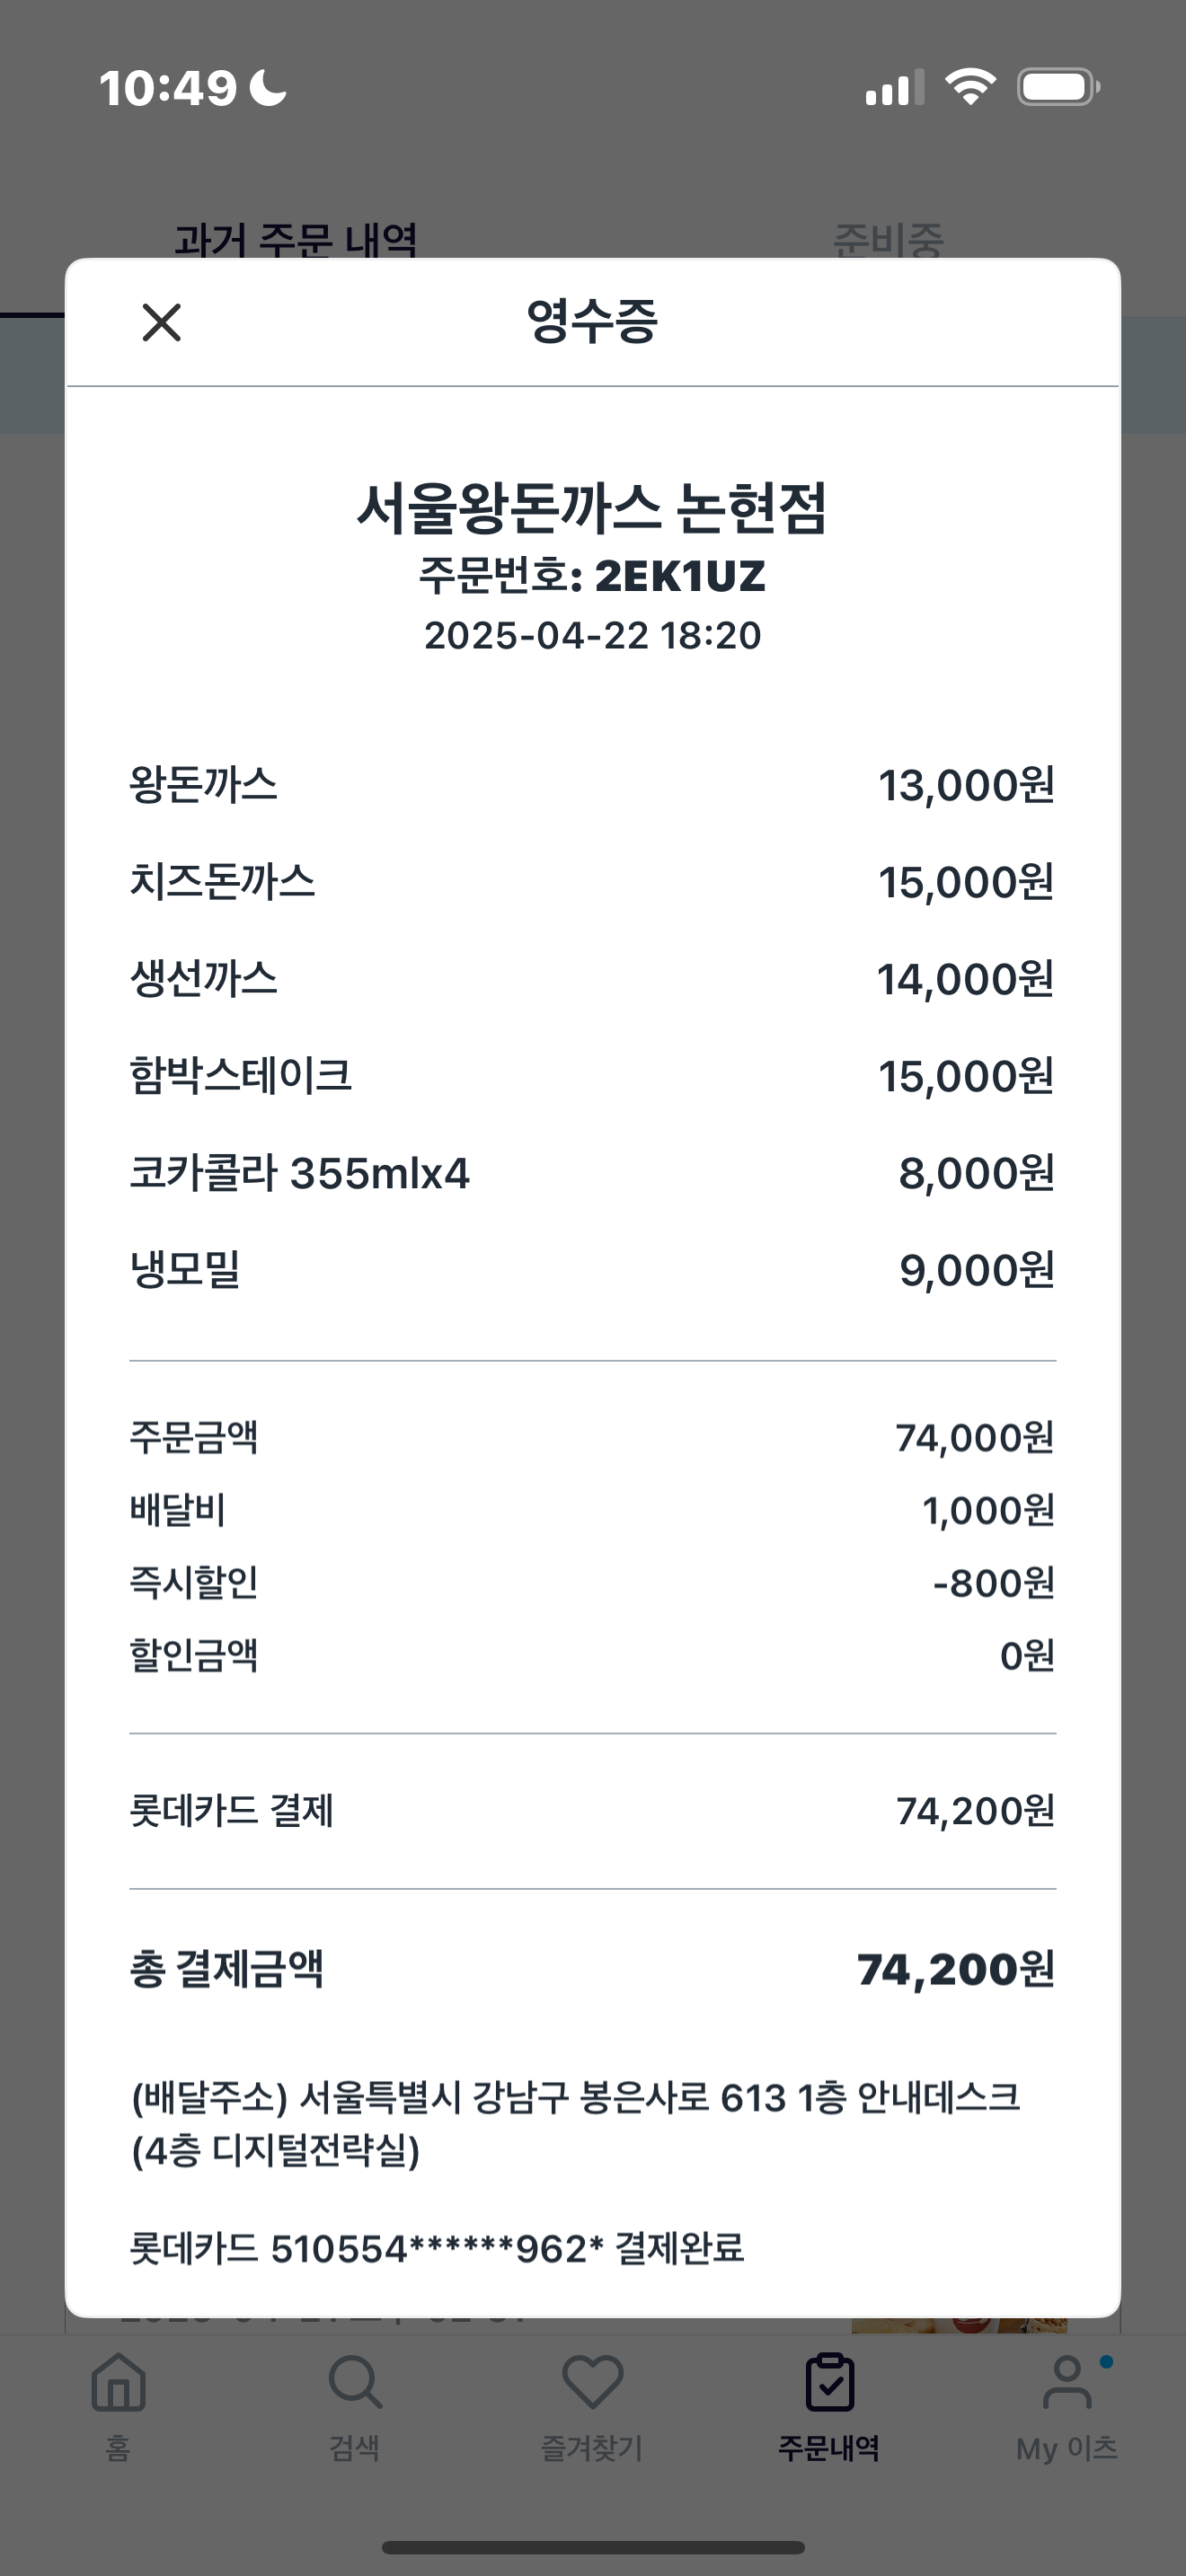 10:49
과거 주문 내역
준비중
영수증
서울왕돈까스 논현점
주문번호: 2EK1UZ
2025-04-22 18:20
왕돈까스 13,000원
치즈돈까스 15,000원
생선까스 14,000원
함박스테이크 15,000원
코카콜라 355mlx4 8,000원
냉모밀 9,000원
주문금액 74,000원
배달비 1,000원
즉시할인 -800원
할인금액 0원
롯데카드 결제 74,200원
총 결제금액 74,200원
(배달주소) 서울특별시 강남구 봉은사로 613 1층 안내데스크
(4층 디지털전략실)
롯데카드 510554******962* 결제완료
홈 검색 즐겨찾기 주문내역 My 이츠